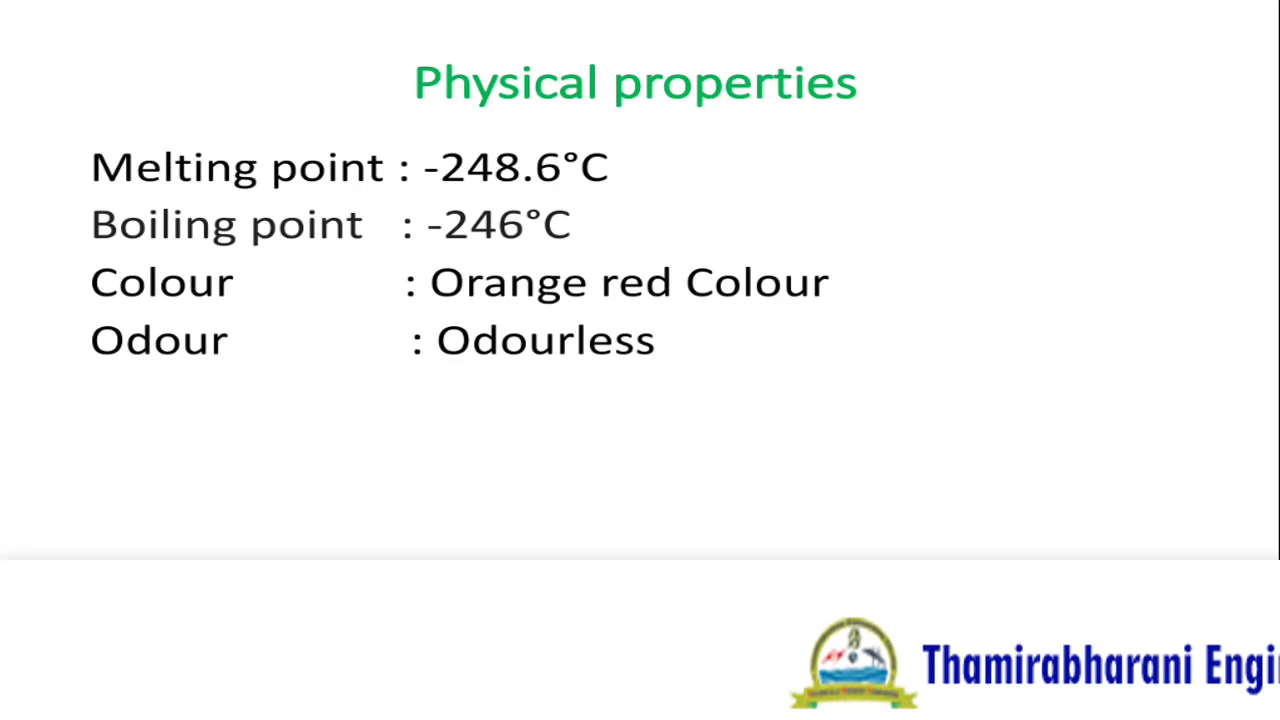 Physical properties
Melting point : -248.6°C
Boiling point : -246°C
Colour : Orange red Colour
Odour : Odourless
Thamirabharani Engi